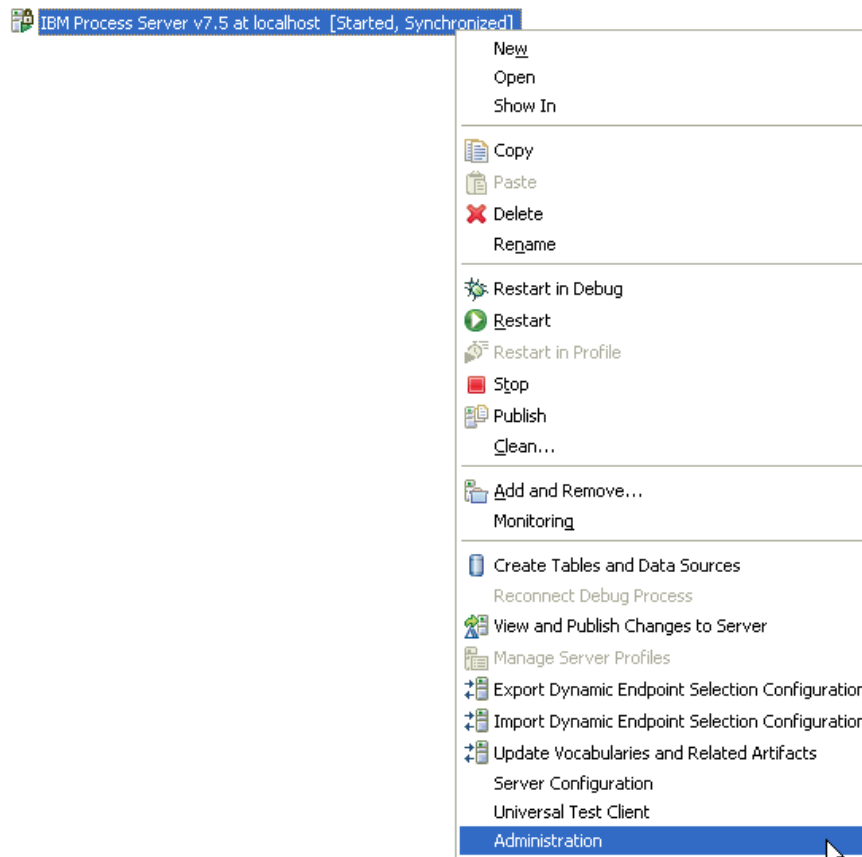 IBM Process Server v7.5 at localhost [Started, Synchronized]
New
Open
Show In
Copy
Paste
Delete
Rename
Restart in Debug
Restart
Restart in Profile
Stop
Publish
Clean...
Add and Remove...
Monitoring
Create Tables and Data Sources
Reconnect Debug Process
View and Publish Changes to Server
Manage Server Profiles
Export Dynamic Endpoint Selection Configuration
Import Dynamic Endpoint Selection Configuration
Update Vocabularies and Related Artifacts
Server Configuration
Universal Test Client
Administration